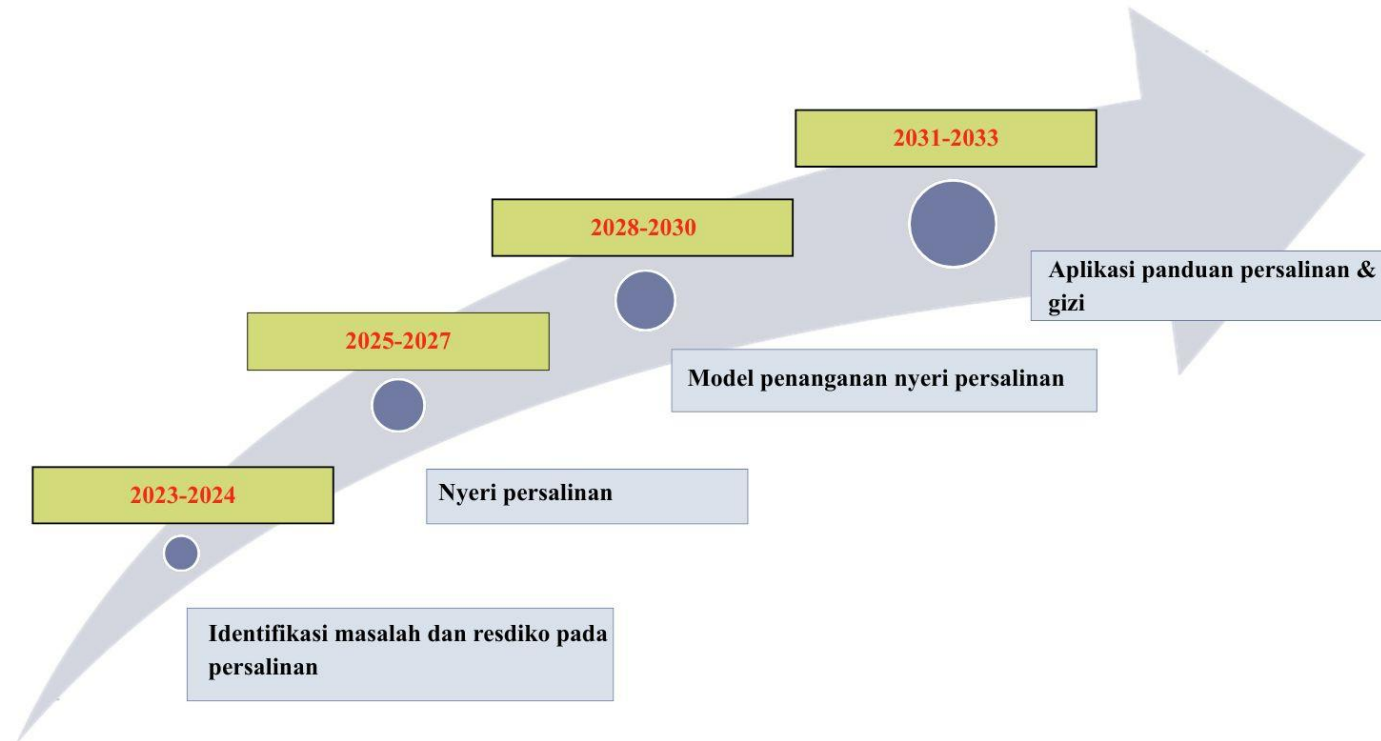 2031-2033
2028-2030
Aplikasi panduan persalinan &
gizi
2025-2027
Model penanganan nyeri persalinan
2023-2024
Nyeri persalinan
Identifikasi masalah dan resdiko pada
persalinan